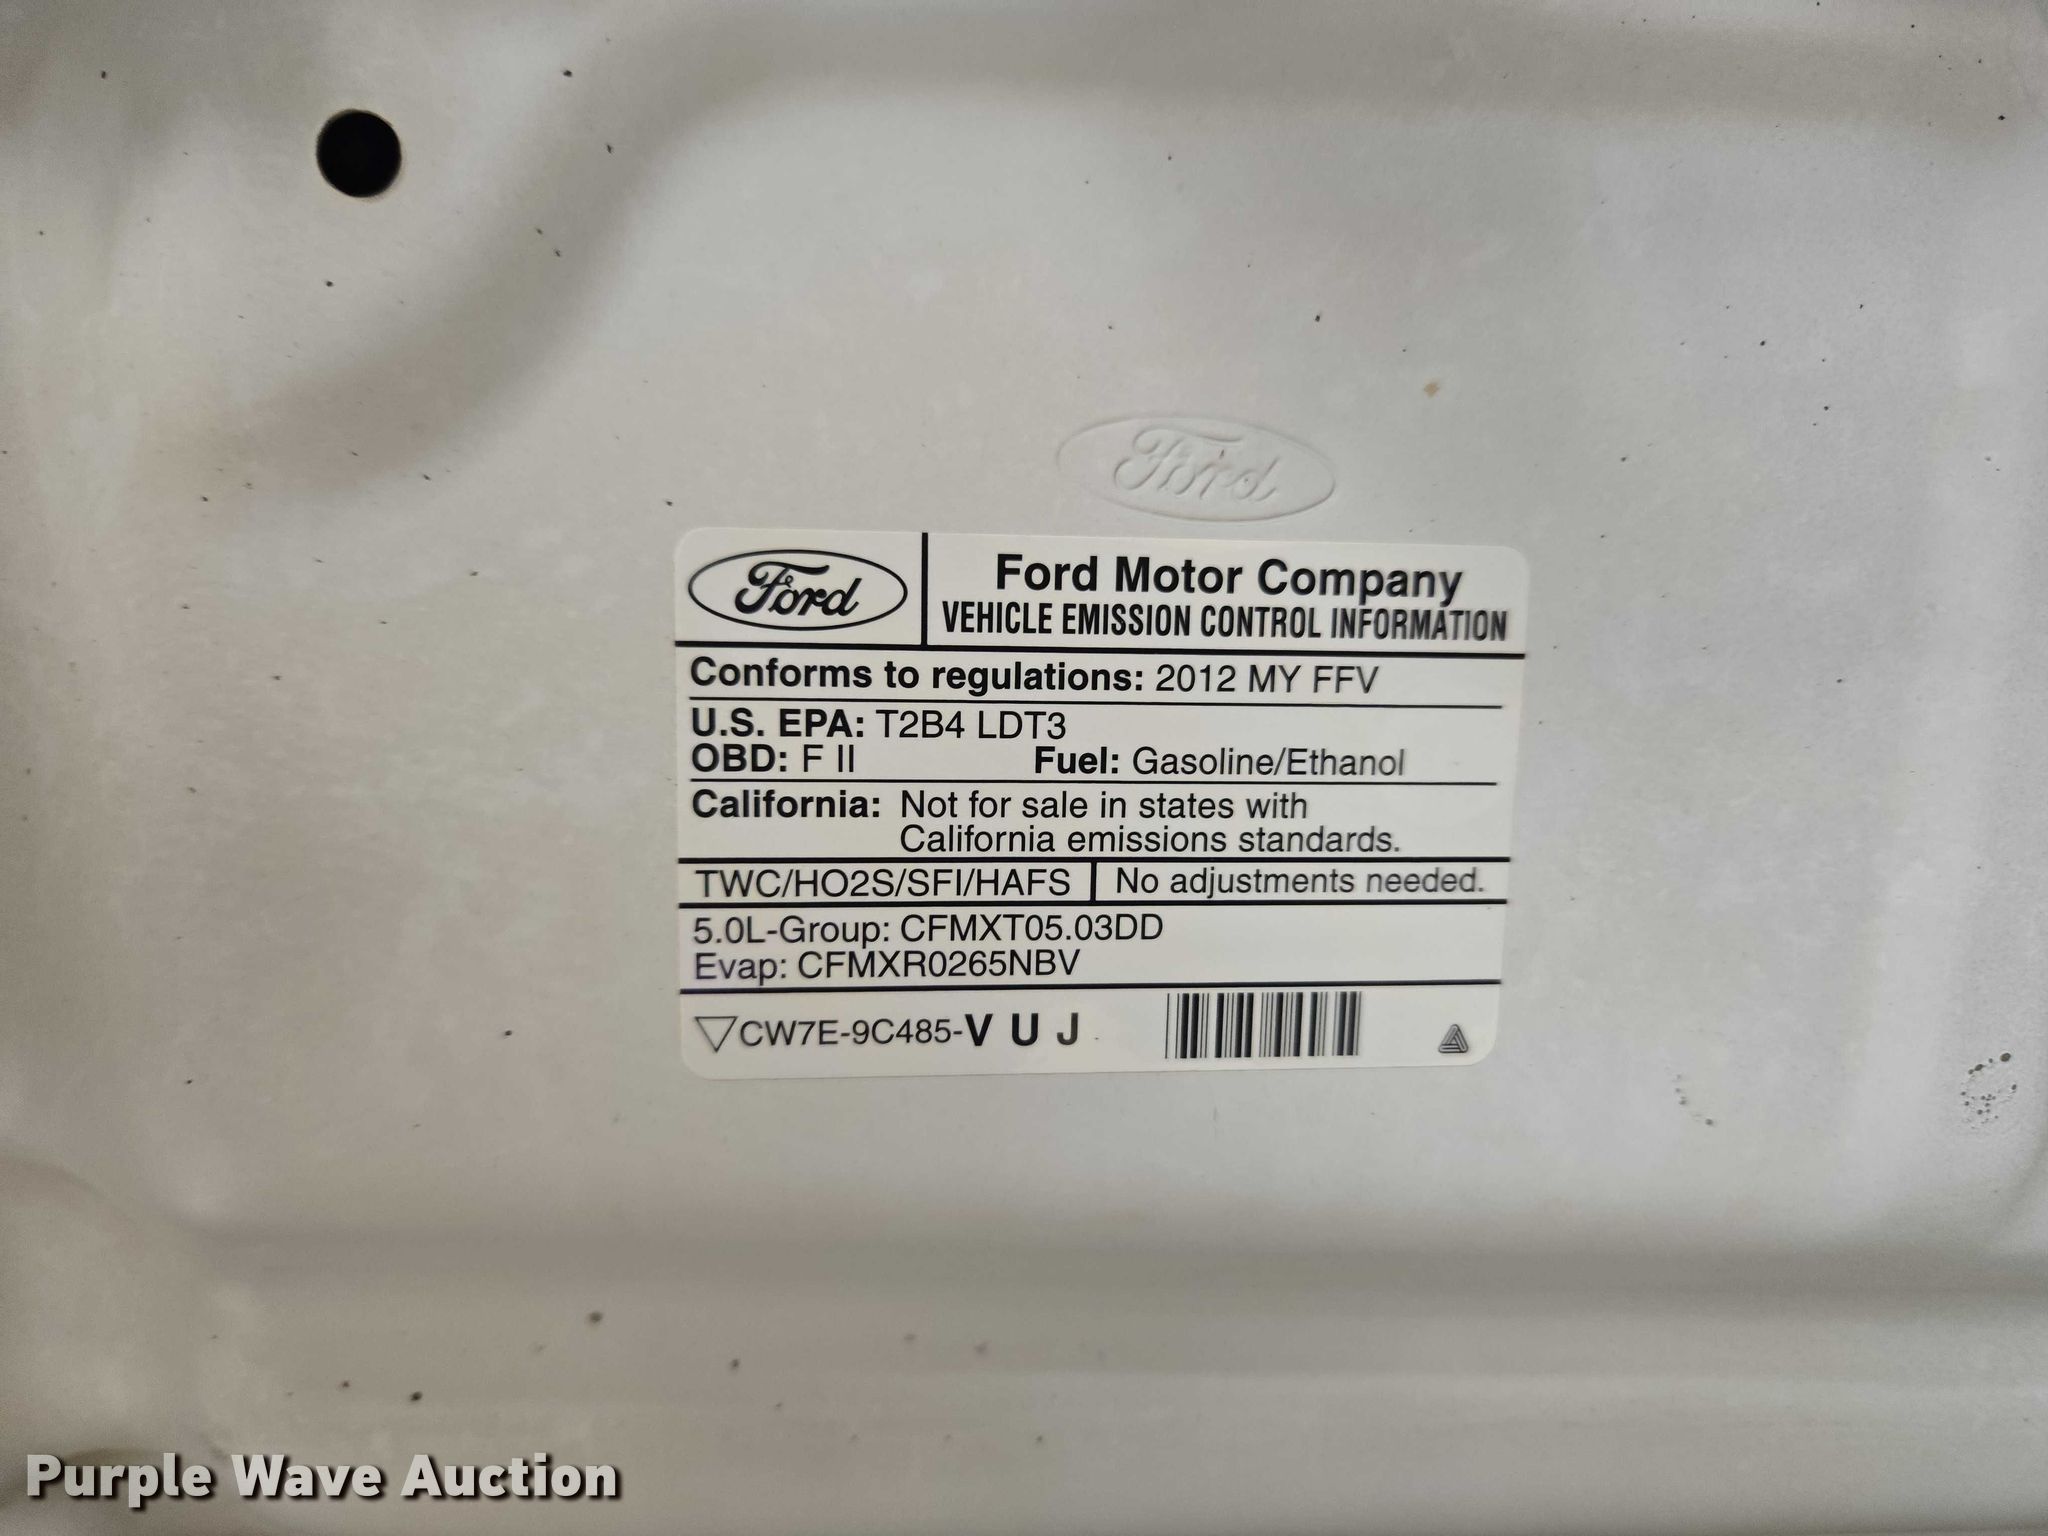 Ford
Ford
Ford Motor Company
VEHICLE EMISSION CONTROL INFORMATION
Conforms to regulations: 2012 MY FFV
U.S. EPA: T2B4 LDT3
OBD: F II Fuel: Gasoline/Ethanol
California: Not for sale in states with
California emissions standards.
TWC/HO2S/SFI/HAFS No adjustments needed.
5.0L-Group: CFMXT05.03DD
Evap: CFMXR0265NBV
CW7E-9C485-V U J
Purple Wave Auction